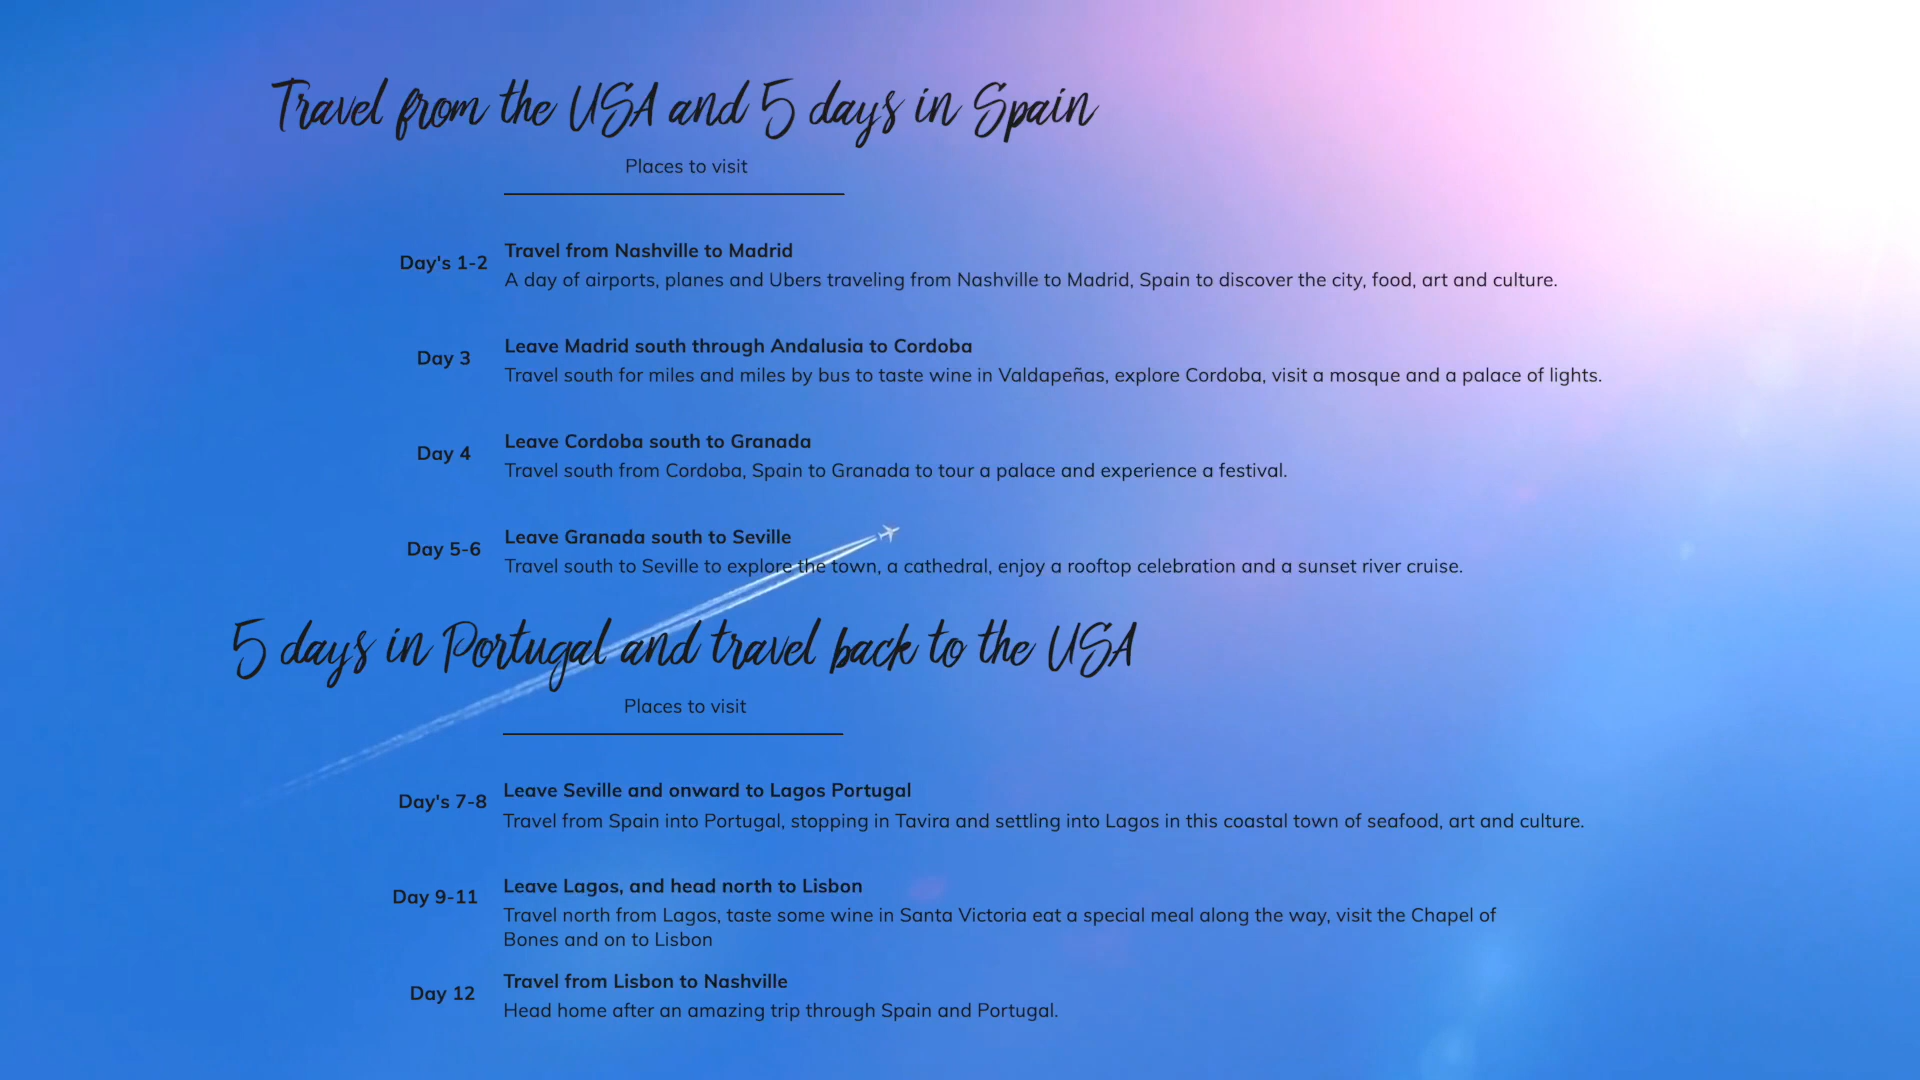 Travel from the USA and 5 days in Spain
Places to visit
Day's 1-2
Travel from Nashville to Madrid
A day of airports, planes and Ubers traveling from Nashville to Madrid, Spain to discover the city, food, art and culture.
Day 3
Leave Madrid south through Andalusia to Cordoba
Travel south for miles and miles by bus to taste wine in Valdapeñas, explore Cordoba, visit a mosque and a palace of lights.
Day 4
Leave Cordoba south to Granada
Travel south from Cordoba, Spain to Granada to tour a palace and experience a festival.
Day 5-6
Leave Granada south to Seville
Travel south to Seville to explore the town, a cathedral, enjoy a rooftop celebration and a sunset river cruise.
5 days in Portugal and travel back to the USA
Places to visit
Day's 7-8
Leave Seville and onward to Lagos Portugal
Travel from Spain into Portugal, stopping in Tavira and settling into Lagos in this coastal town of seafood, art and culture.
Day 9-11
Leave Lagos, and head north to Lisbon
Travel north from Lagos, taste some wine in Santa Victoria eat a special meal along the way, visit the Chapel of
Bones and on to Lisbon
Day 12
Travel from Lisbon to Nashville
Head home after an amazing trip through Spain and Portugal.